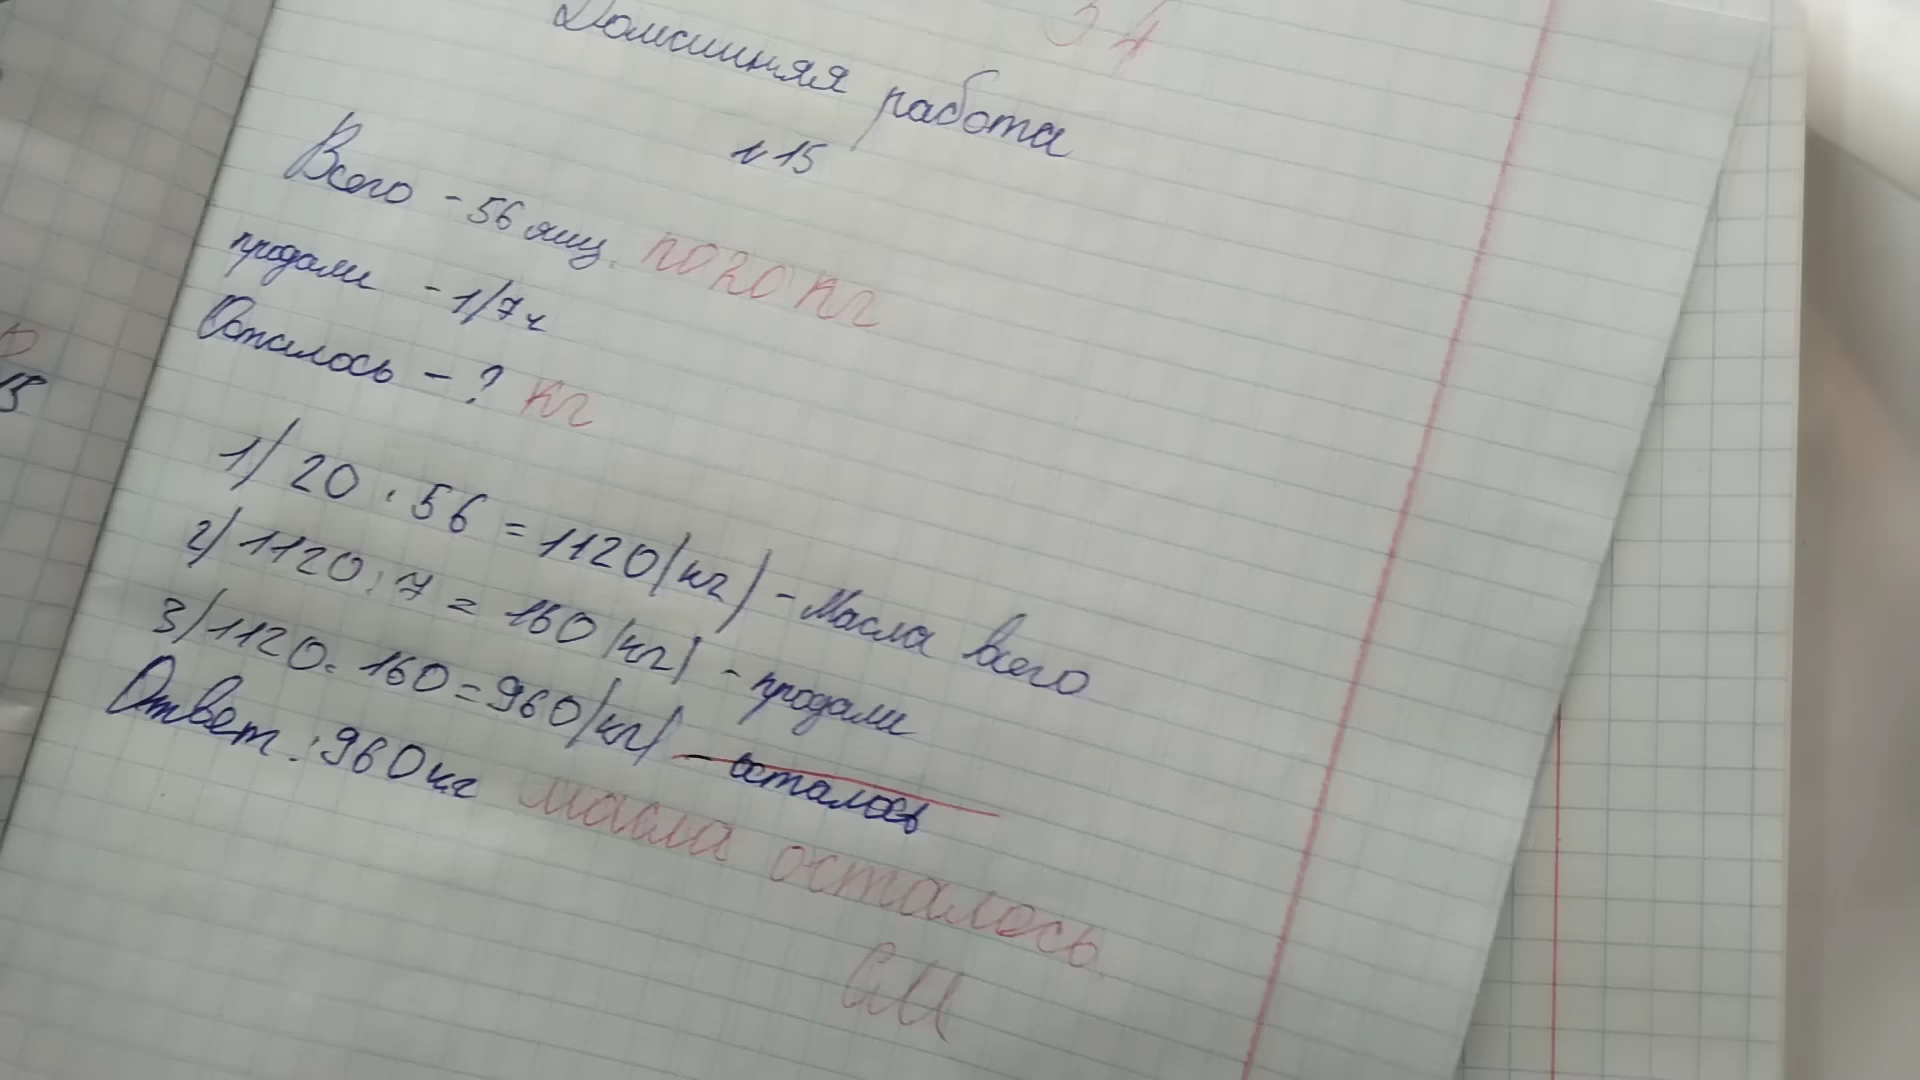 Домашняя работа
№15
Всего - 56 ящ. по 20 кг
продали - 1/7 ч
Осталось - ? кг
1) 20 · 56 = 1120 (кг) - Масла всего
2) 1120 : 7 = 160 (кг) - продали
3) 1120 - 160 = 960 (кг) - осталось
Ответ : 960 кг масла осталось
См
15